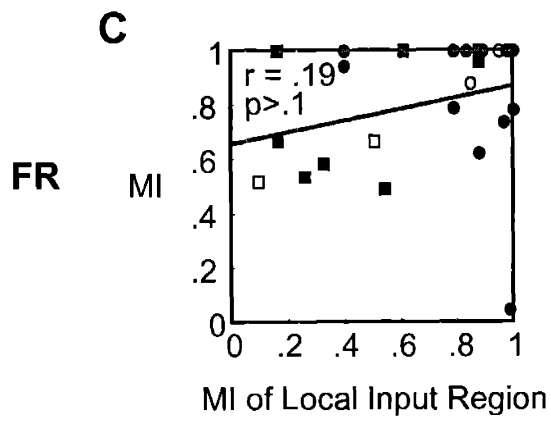 C
1
r = .19
p>.1
.8
.6
FR
MI
.4
.2
0
0 .2 .4 .6 .8 1
MI of Local Input Region